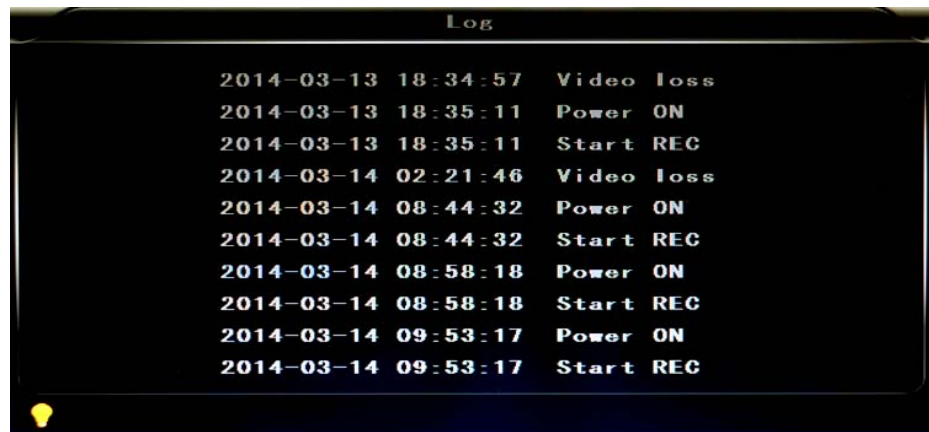 Log
2014-03-13 18:34:57 Video loss
2014-03-13 18:35:11 Power ON
2014-03-13 18:35:11 Start REC
2014-03-14 02:21:46 Video loss
2014-03-14 08:44:32 Power ON
2014-03-14 08:44:32 Start REC
2014-03-14 08:58:18 Power ON
2014-03-14 08:58:18 Start REC
2014-03-14 09:53:17 Power ON
2014-03-14 09:53:17 Start REC